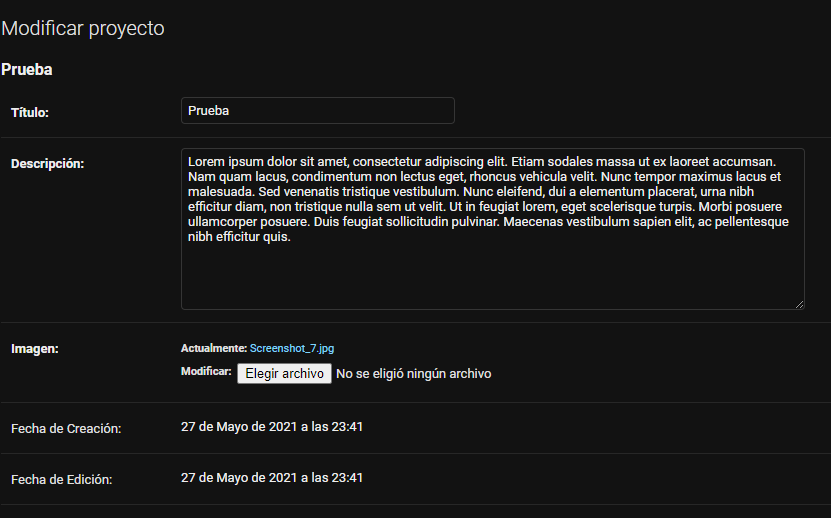 Modificar proyecto
Prueba
Título:
Prueba
Descripción:
Lorem ipsum dolor sit amet, consectetur adipiscing elit. Etiam sodales massa ut ex laoreet accumsan.
Nam quam lacus, condimentum non lectus eget, rhoncus vehicula velit. Nunc tempor maximus lacus et
malesuada. Sed venenatis tristique vestibulum. Nunc eleifend, dui a elementum placerat, urna nibh
efficitur diam, non tristique nulla sem ut velit. Ut in feugiat lorem, eget scelerisque turpis. Morbi posuere
ullamcorper posuere. Duis feugiat sollicitudin pulvinar. Maecenas vestibulum sapien elit, ac pellentesque
nibh efficitur quis.
Imagen:
Actualmente: Screenshot_7.jpg
Modificar: Elegir archivo No se eligió ningún archivo
Fecha de Creación: 27 de Mayo de 2021 a las 23:41
Fecha de Edición: 27 de Mayo de 2021 a las 23:41